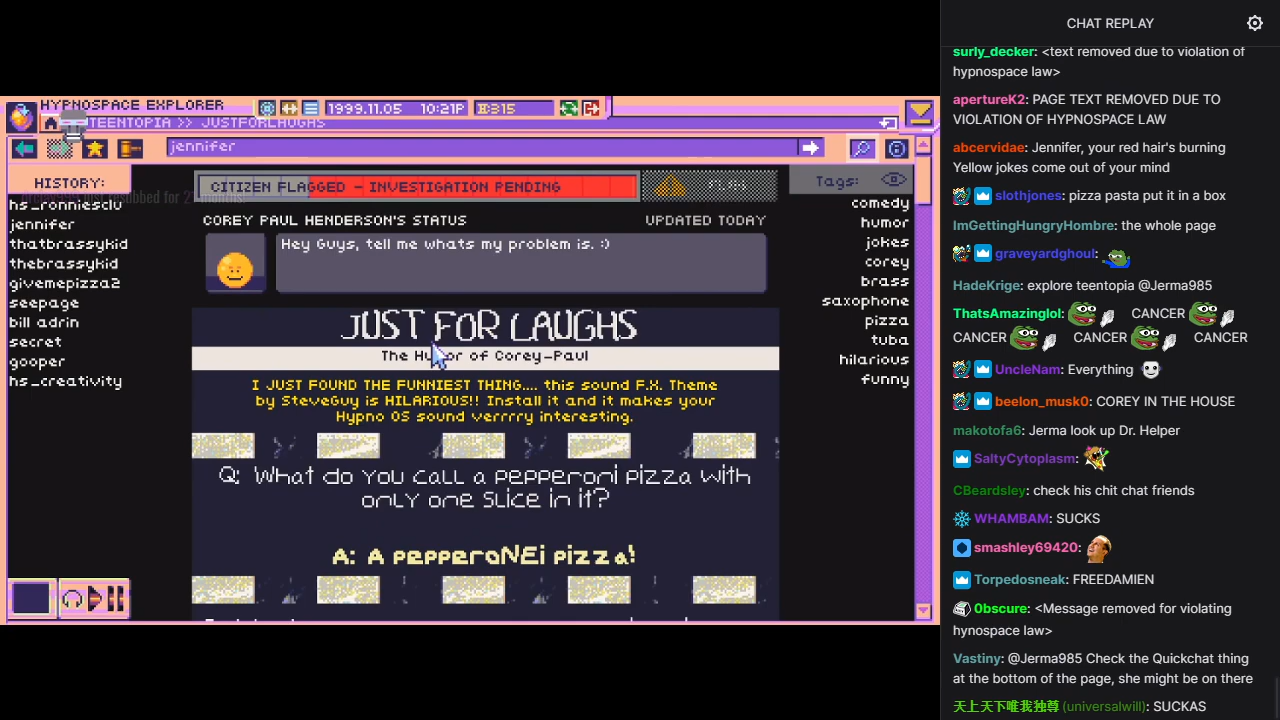 HYPNOSPACE EXPLORER
1999.11.05 10:21P
315
TEENTOPIA >> JUSTFORLAUGHS
jennifer
HISTORY:
hs_ronniesclu
jennifer
thatbrassykid
thebrassykid
givemepizza2
seepage
bill adrin
secret
gooper
hs_creativity
just resubbed for 2
months!
CITIZEN FLAGGED - INVESTIGATION PENDING
COREY PAUL HENDERSON'S STATUS
UPDATED TODAY
Hey Guys, tell me whats my problem is. :)
JUST FOR LAUGHS
The Humor of Corey-Paul
I JUST FOUND THE FUNNIEST THING.... this sound F.X. Theme
by SteveGuy is HILARIOUS!! Install it and it makes your
Hypno OS sound verrrry interesting.
Q: What do you call a pepperoni pizza with
only one slice in it?
A: A pepperoNEi pizza!
Tags:
comedy
humor
jokes
corey
brass
saxophone
pizza
tuba
hilarious
funny
CHAT REPLAY
surly_decker: <text removed due to violation of
hypnospace law>
apertureK2: PAGE TEXT REMOVED DUE TO
VIOLATION OF HYPNOSPACE LAW
abcervidae: Jennifer, your red hair's burning
Yellow jokes come out of your mind
slothjones: pizza pasta put it in a box
ImGettingHungryHombre: the whole page
graveyardghoul:
HadeKrige: explore teentopia @Jerma985
ThatsAmazinglol: CANCER
CANCER CANCER CANCER
UncleNam: Everything
beelon_musk0: COREY IN THE HOUSE
makotofa6: Jerma look up Dr. Helper
SaltyCytoplasm:
CBeardsley: check his chit chat friends
WHAMBAM: SUCKS
smashley69420:
Torpedosneak: FREEDAMIEN
0bscure: <Message removed for violating
hynospace law>
Vastiny: @Jerma985 Check the Quickchat thing
at the bottom of the page, she might be on there
天上天下唯我独尊 (universalwill): SUCKAS